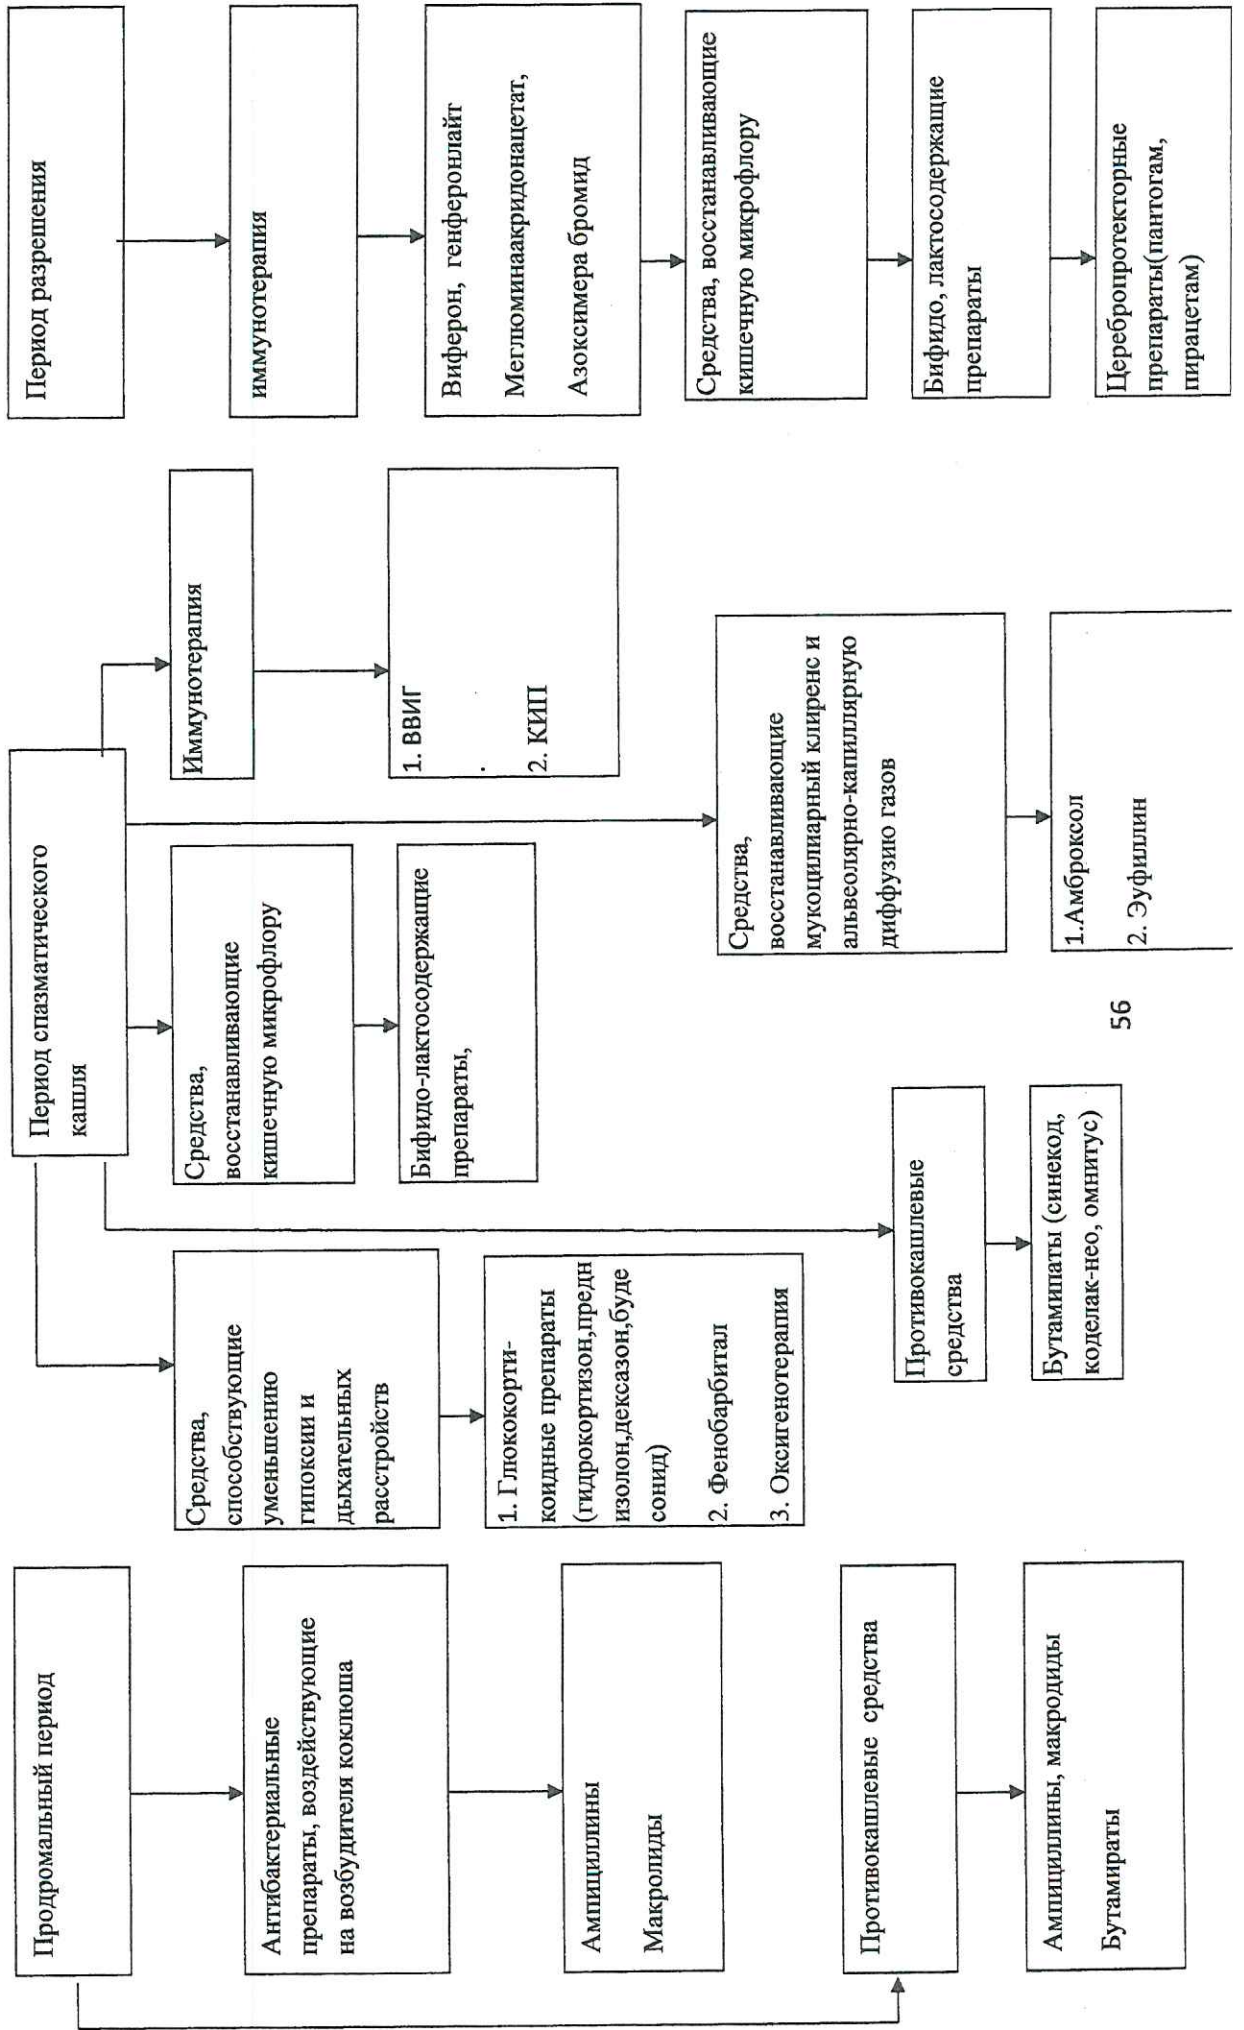 Продромальный период
Антибактериальные
препараты, воздействующие
на возбудителя коклюша
Ампициллины
Макролиды
Противокашлевые средства
Ампициллины, макродиды
Бутамираты
Период спазматического
кашля
Средства,
способствующие
уменьшению
гипоксии и
дыхательных
расстройств
1. Глюкокорти-
коидные препараты
(гидрокортизон,предн
изолон,дексазон,буде
сонид)
2. Фенобарбитал
3. Оксигенотерапия
Противокашлевые
средства
Бутамипаты (синекод,
коделак-нео, омнитус)
Средства,
восстанавливающие
кишечную микрофлору
Бифидо-лактосодержащие
препараты,
Средства,
восстанавливающие
мукоцилиарный клиренс и
альвеолярно-капиллярную
диффузию газов
1.Амброксол
2. Эуфиллин
Иммунотерапия
1. ВВИГ
.
2. КИП
Период разрешения
иммунотерапия
Виферон, генферонлайт
Меглюминаакридонацетат,
Азоксимера бромид
Средства, восстанавливающие
кишечную микрофлору
Бифидо, лактосодержащие
препараты
Церебропротекторные
препараты(пантогам,
пирацетам)
56